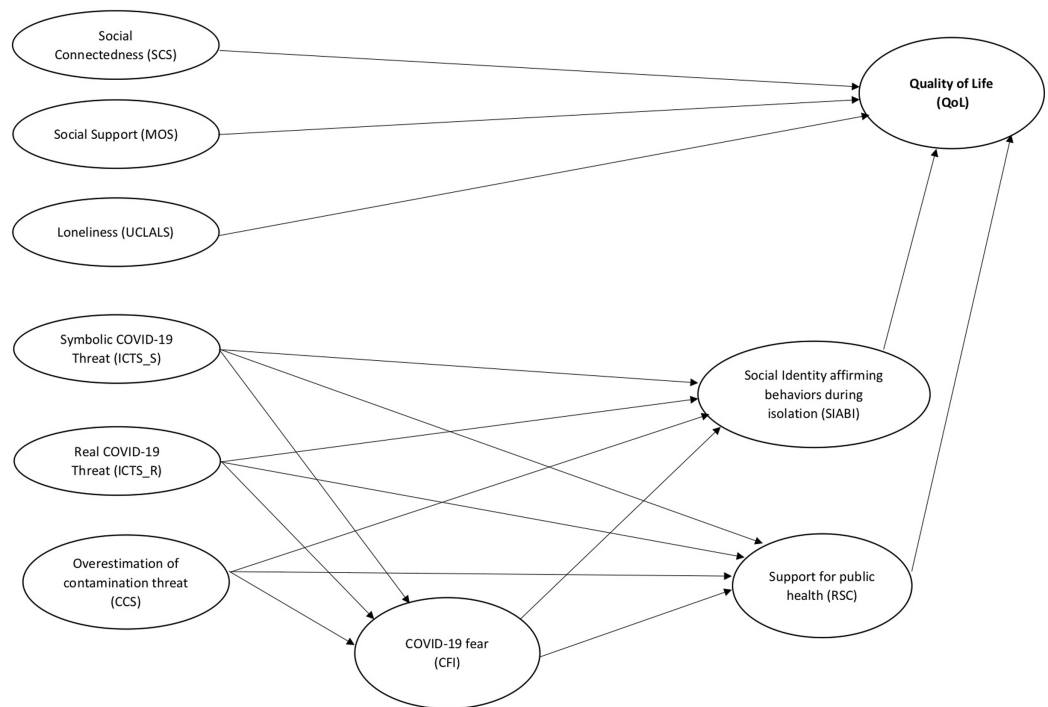 Social
Connectedness (SCS)
Social Support (MOS)
Loneliness (UCLALS)
Symbolic COVID-19
Threat (ICTS_S)
Real COVID-19
Threat (ICTS_R)
Overestimation of
contamination threat
(CCS)
COVID-19 fear
(CFI)
Social Identity affirming
behaviors during
isolation (SIABI)
Support for public
health (RSC)
Quality of Life
(QoL)